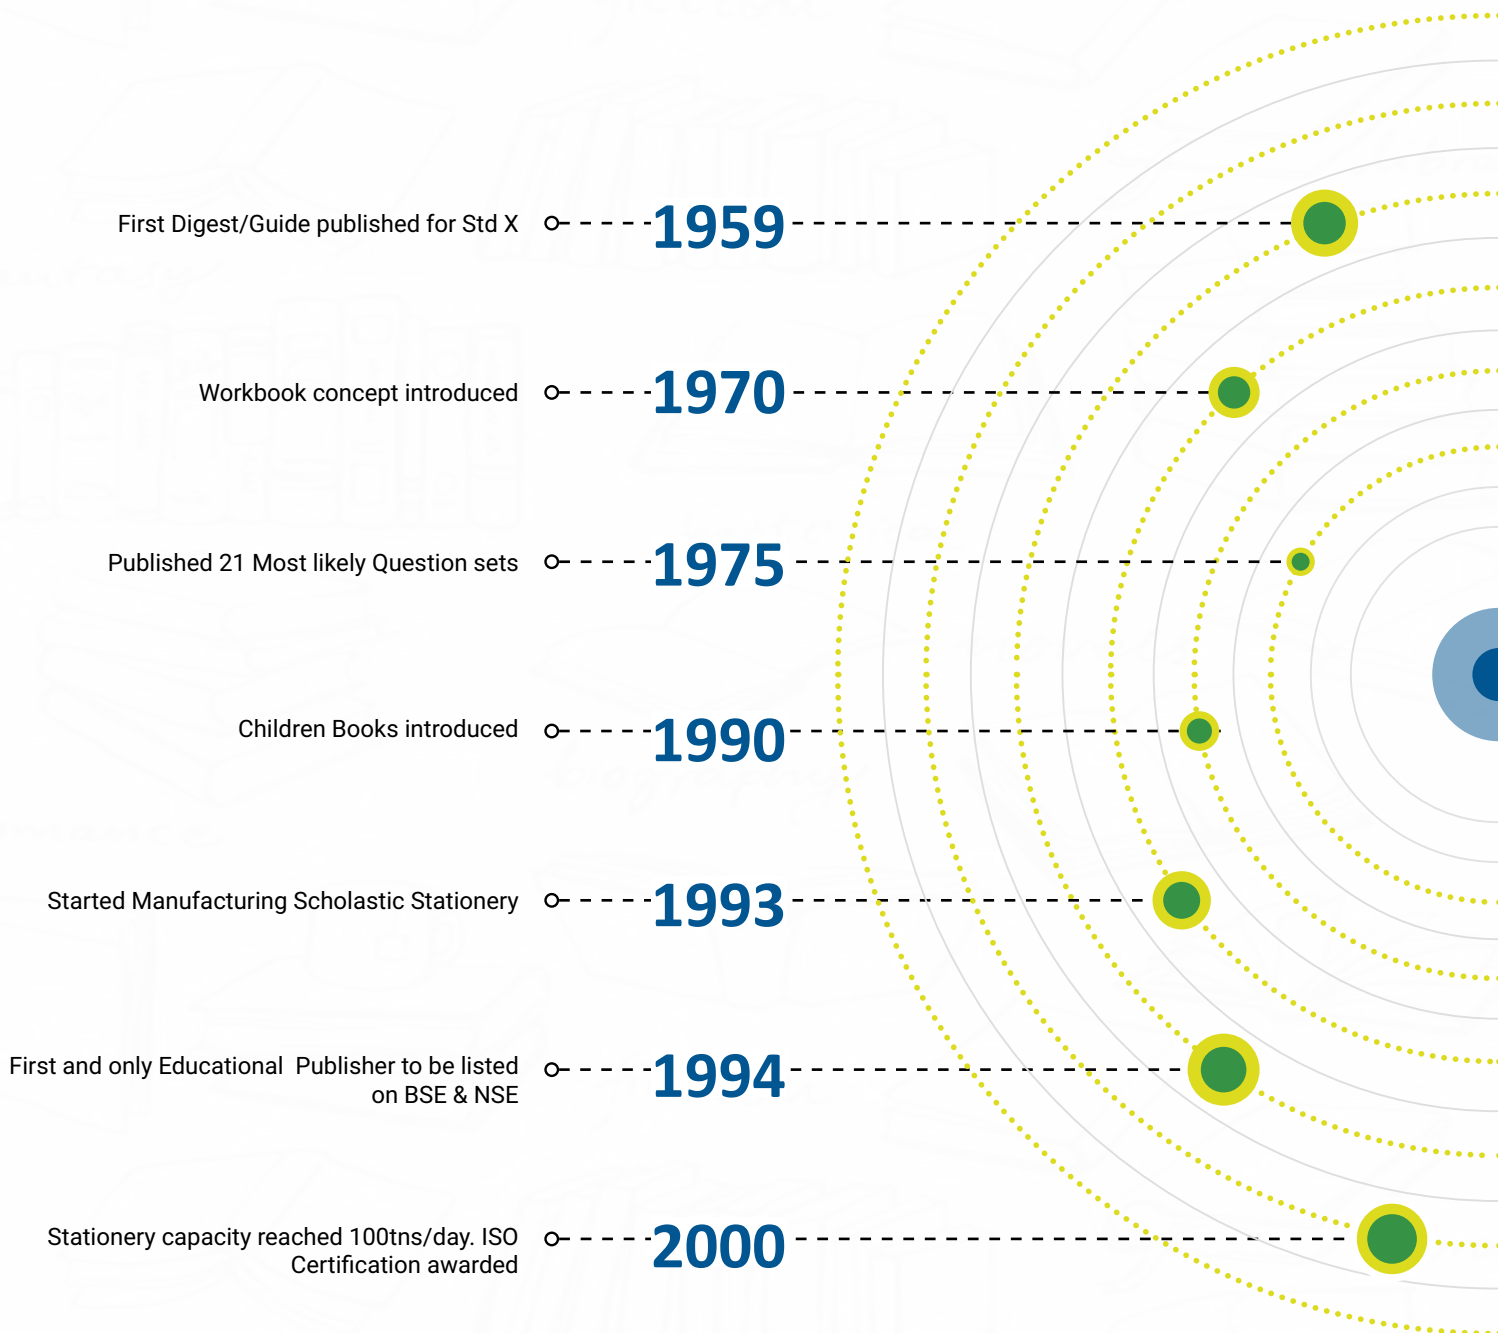 First Digest/Guide published for Std X
1959
Workbook concept introduced
1970
Published 21 Most likely Question sets
1975
Children Books introduced
1990
Started Manufacturing Scholastic Stationery
1993
First and only Educational  Publisher to be listed
on BSE & NSE
1994
Stationery capacity reached 100tns/day. ISO
Certification awarded
2000